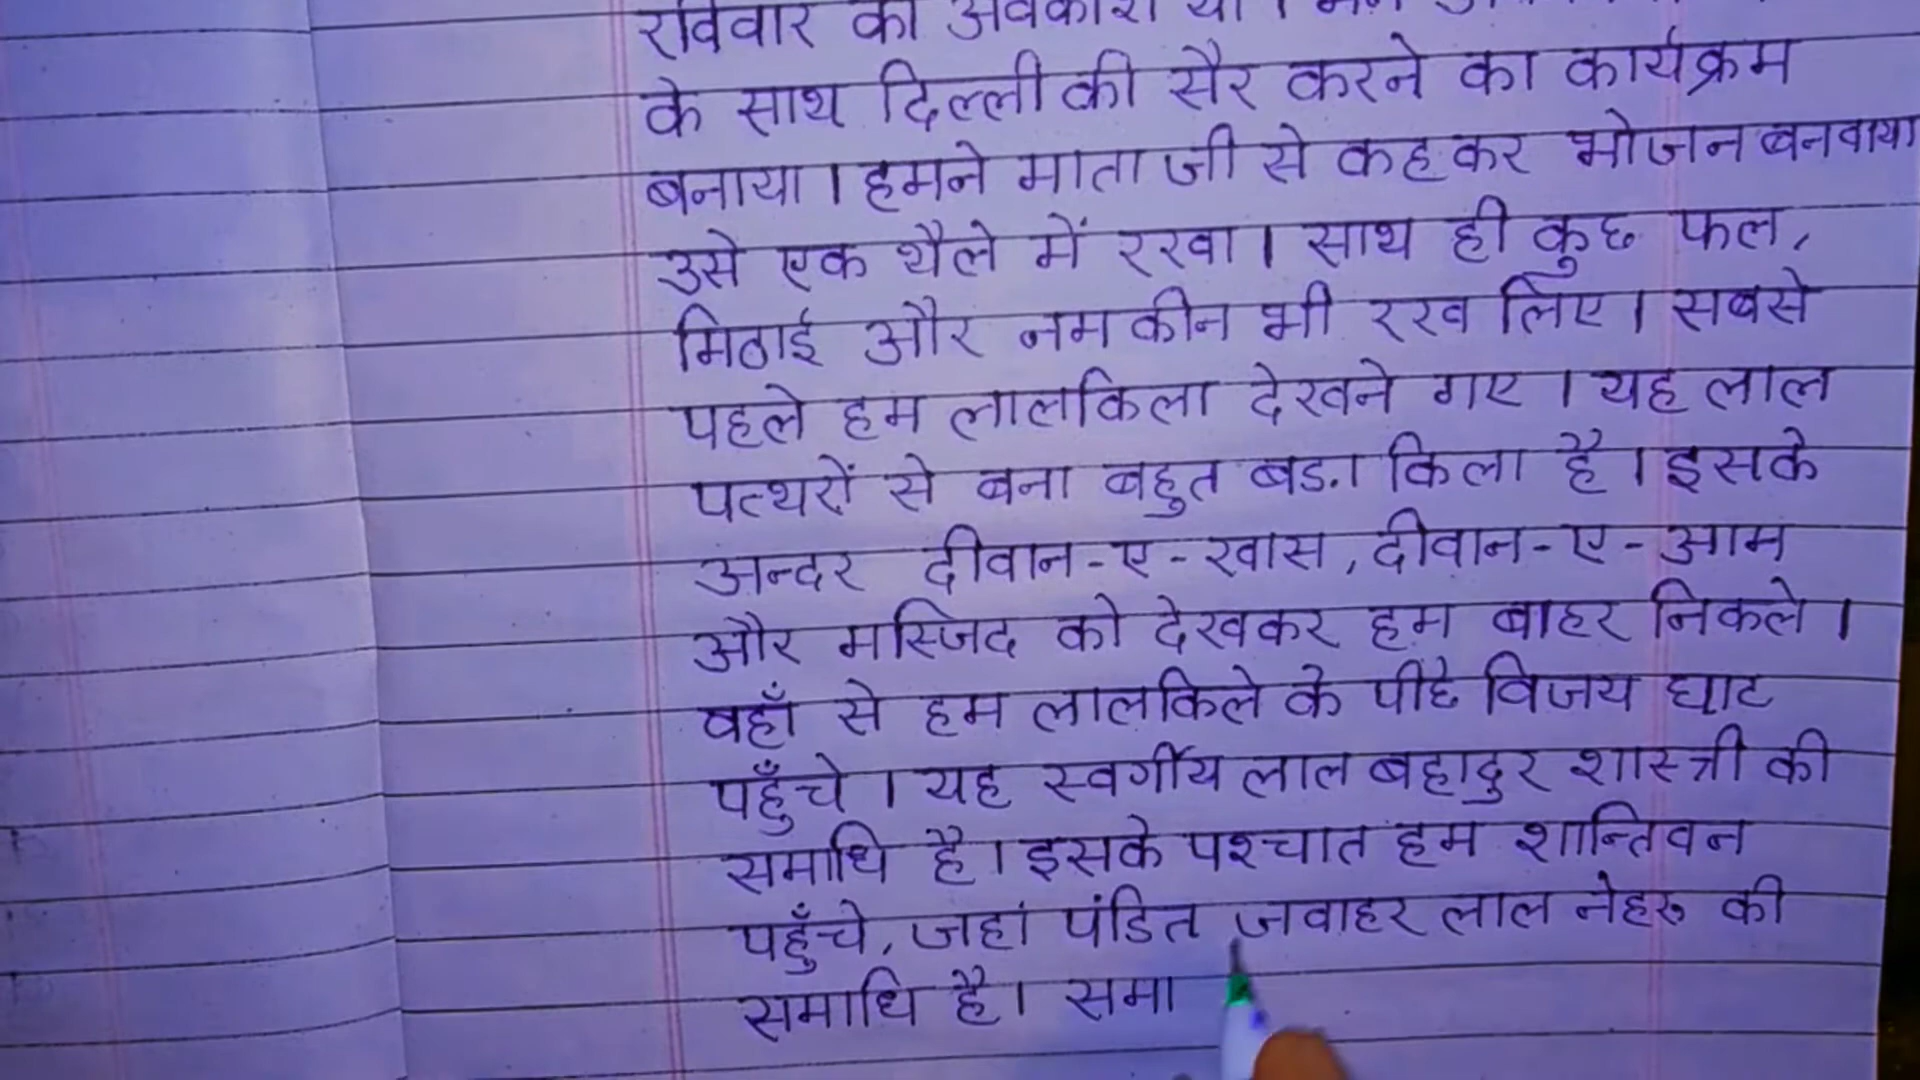 रविवार का अवकाश था । मैंने
के साथ दिल्ली की सैर करने का कार्यक्रम
बनाया । हमने माता जी से कहकर भोजन बनवाया
उसे एक थैले में रखा । साथ ही कुछ फल,
मिठाई और नमकीन भी रख लिए । सबसे
पहले हम लालकिला देखने गए । यह लाल
पत्थरों से बना बहुत बड़ा किला है । इसके
अन्दर दीवान-ए-खास, दीवान-ए-आम
और मस्जिद को देखकर हम बाहर निकले ।
वहाँ से हम लालकिले के पीछे विजय घाट
पहुँचे । यह स्वर्गीय लाल बहादुर शास्त्री की
समाधि है । इसके पश्चात हम शान्तिवन
पहुँचे, जहां पंडित जवाहर लाल नेहरू की
समाधि है । समा